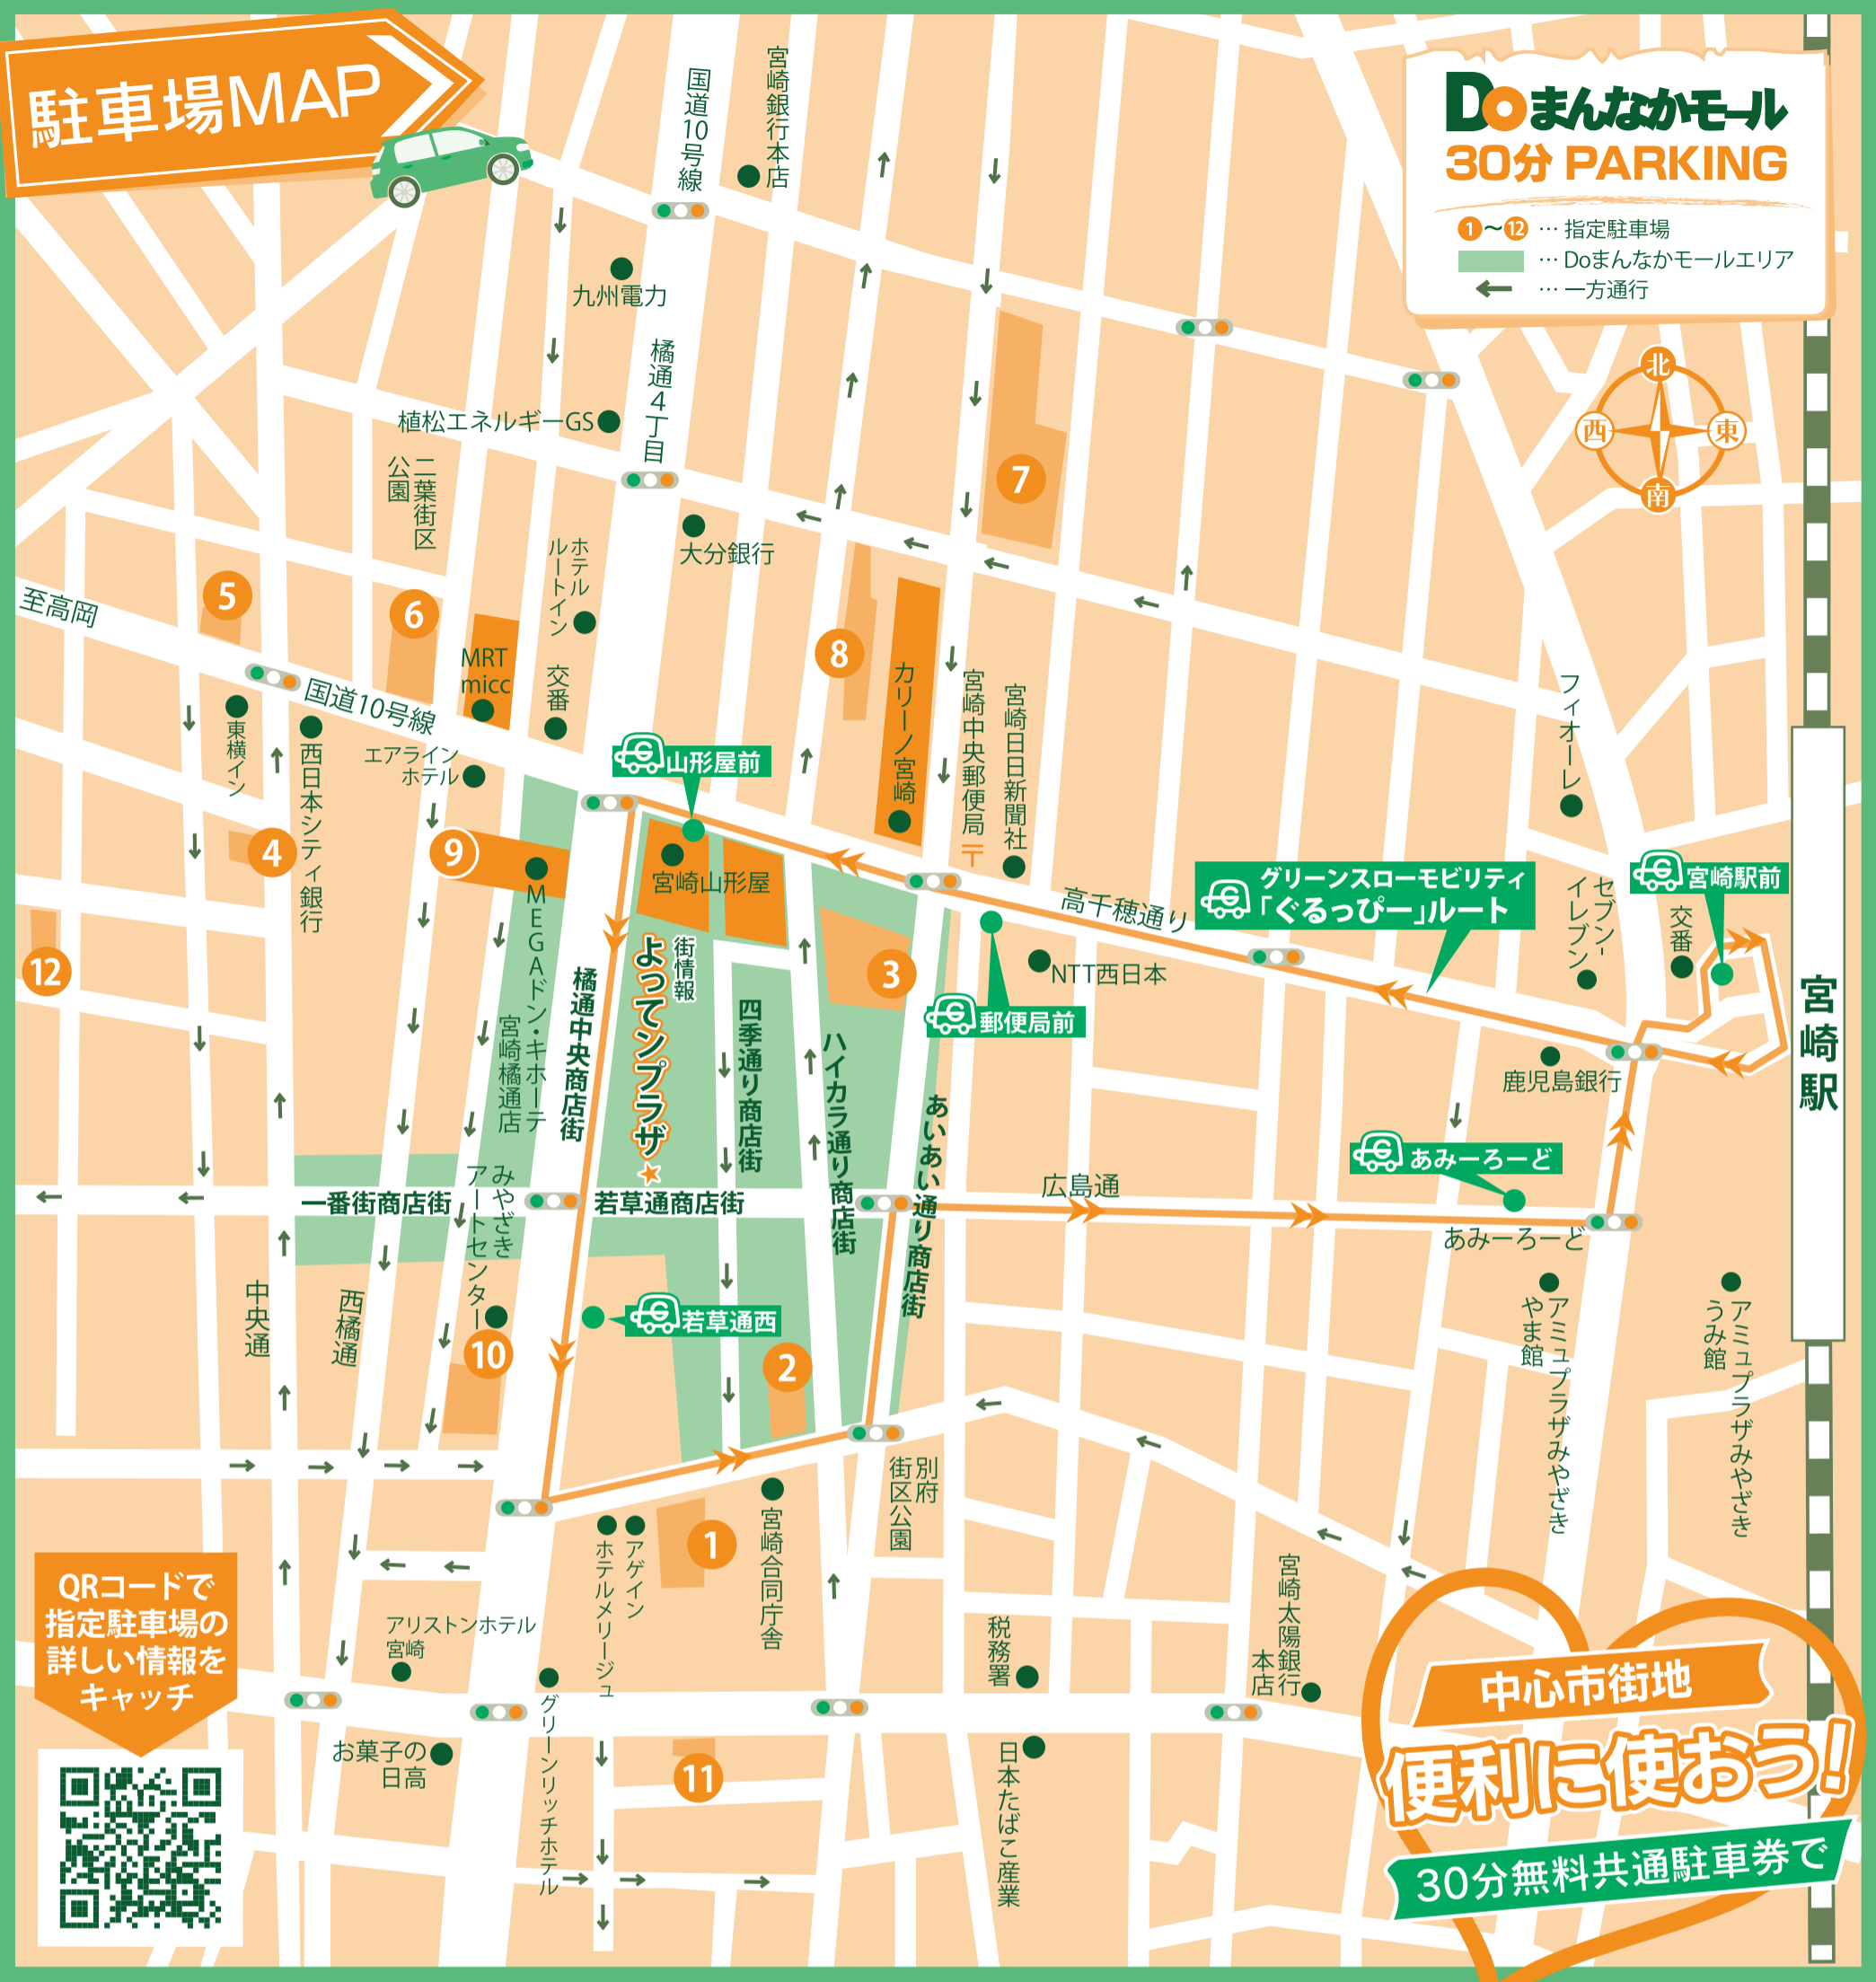 駐車場MAP
Doまんなかモール
30分 PARKING
1～12 … 指定駐車場
… Doまんなかモールエリア
… 一方通行
北
西
東
南
国道10号線
宮崎銀行本店
九州電力
橘通4丁目
植松エネルギーGS
二葉街区
公園
7
大分銀行
ホテル
ルートイン
至高岡
5
6
8
MRT
micc
交番
カリーノ宮崎
宮崎中央郵便局
〒
宮崎日日新聞社
フィオーレ
国道10号線
東横イン
西日本シティ銀行
エアライン
ホテル
山形屋前
4
9
宮崎山形屋
高千穂通り
グリーンスローモビリティ
「ぐるっぴー」ルート
宮崎駅前
セブン-
イレブン
交番
12
MEGAドン・キホーテ
宮崎橘通店
橘通中央商店街
街情報
よってンプラザ
四季通り商店街
3
NTT西日本
郵便局前
ハイカラ通り商店街
あいあい通り商店街
鹿児島銀行
宮崎駅
あみーろーど
広島通
あみーろーど
一番街商店街
みやざき
アートセンター
若草通商店街
中央通
西橘通
若草通西
10
2
アミュプラザみやざき
やま館
アミュプラザみやざき
うみ館
別府
街区公園
1
宮崎合同庁舎
アゲイン
ホテルメリージュ
QRコードで
指定駐車場の
詳しい情報を
キャッチ
アリストンホテル
宮崎
税務署
宮崎太陽銀行
本店
グリーンリッチホテル
お菓子の
日高
11
日本たばこ産業
中心市街地
便利に使おう!
30分無料共通駐車券で